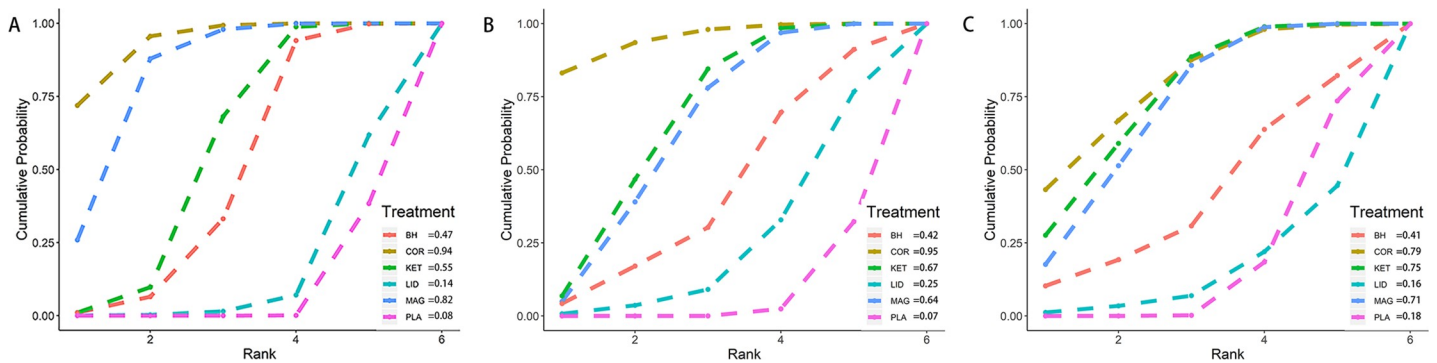 A
Cumulative Probability
1.00
0.75
0.50
0.25
0.00
2
4
6
Rank
Treatment
BH =0.47
COR =0.94
KET =0.55
LID =0.14
MAG =0.82
PLA =0.08
B
Cumulative Probability
1.00
0.75
0.50
0.25
0.00
2
4
6
Rank
Treatment
BH =0.42
COR =0.95
KET =0.67
LID =0.25
MAG =0.64
PLA =0.07
C
Cumulative Probability
1.00
0.75
0.50
0.25
0.00
2
4
6
Rank
Treatment
BH =0.41
COR =0.79
KET =0.75
LID =0.16
MAG =0.71
PLA =0.18